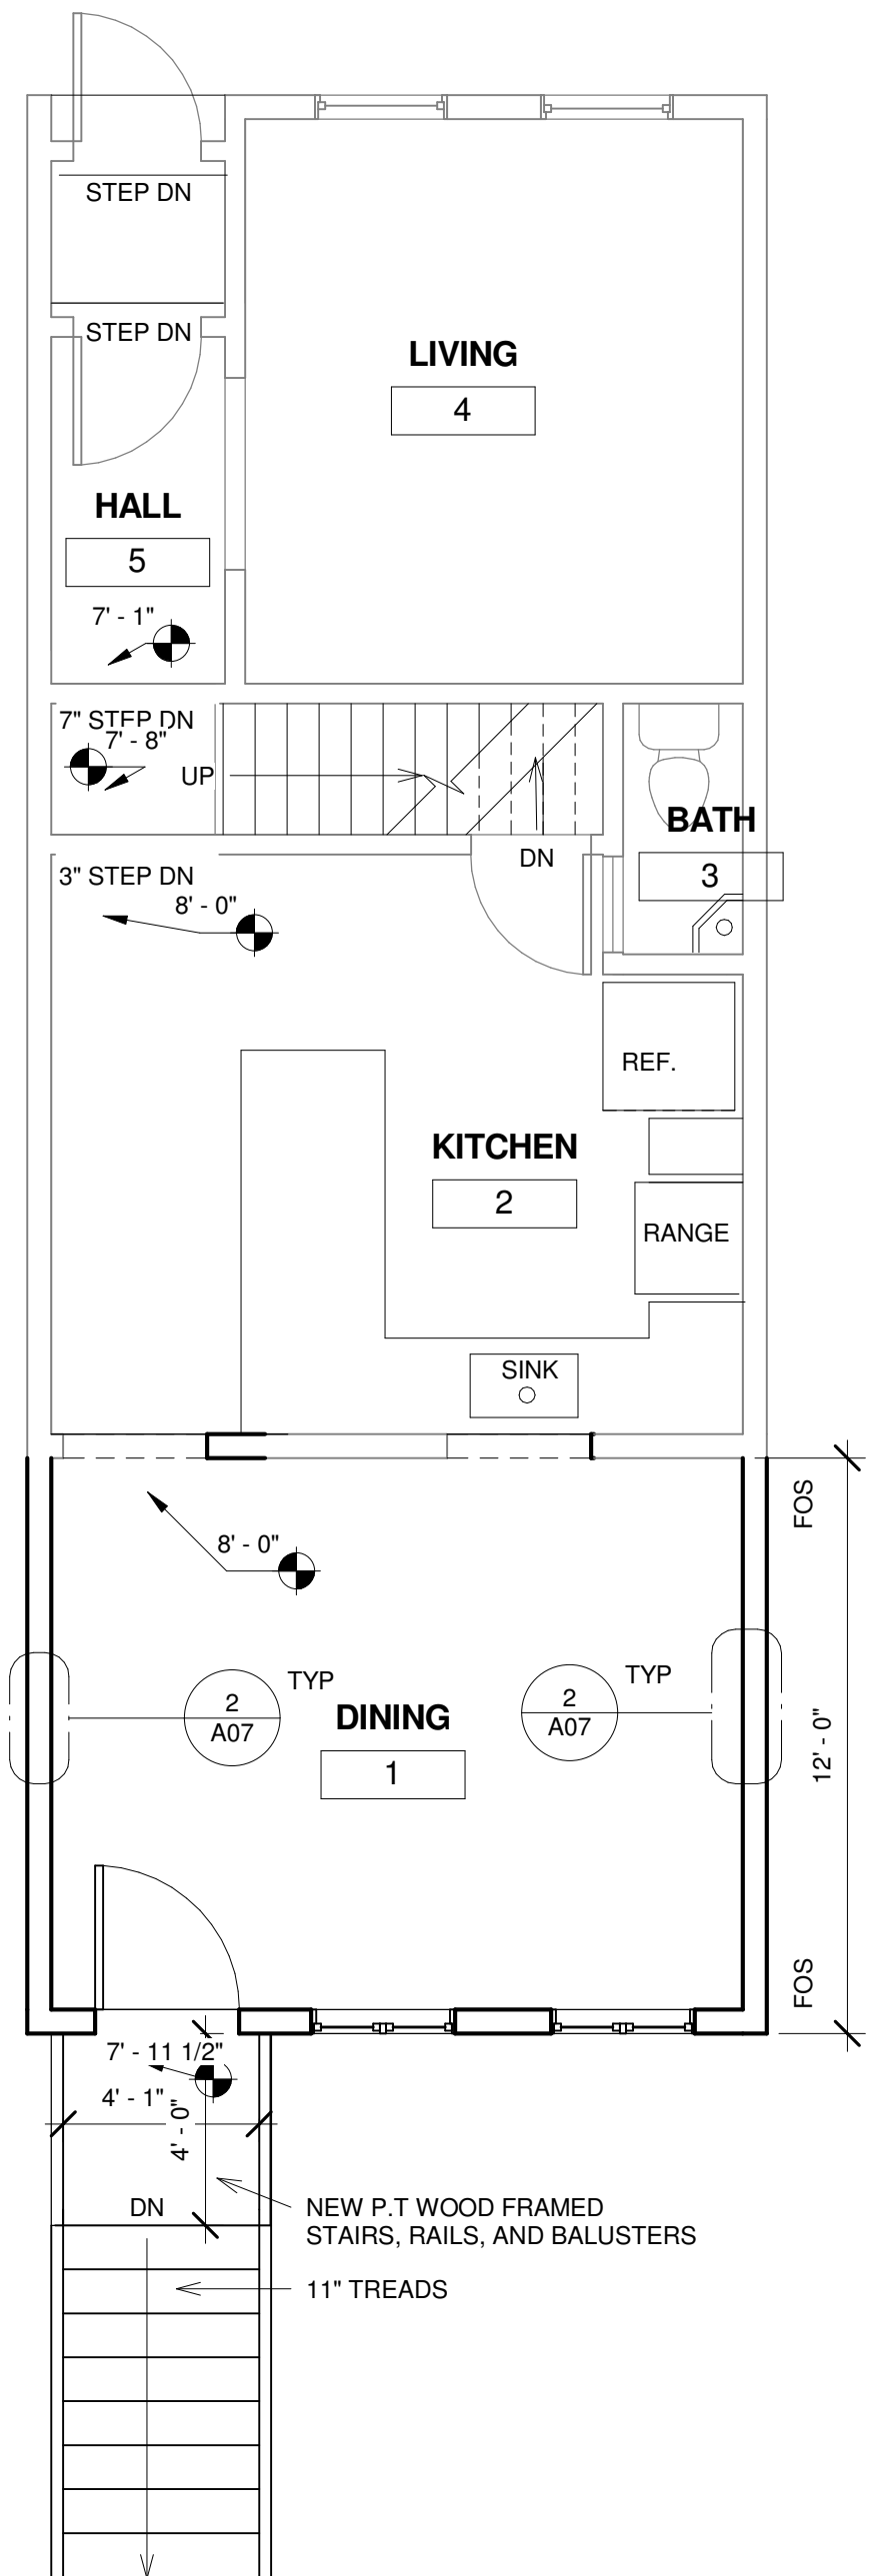 STEP DN
STEP DN
LIVING
4
HALL
5
7' - 1"
7" STEP DN
7' - 8"
UP
BATH
3
DN
3" STEP DN
8' - 0"
REF.
KITCHEN
2
RANGE
SINK
FOS
8' - 0"
TYP
2
A07
TYP
2
A07
DINING
1
12' - 0"
FOS
7' - 11 1/2"
4' - 1"
4' - 0"
DN
NEW P.T WOOD FRAMED
STAIRS, RAILS, AND BALUSTERS
11" TREADS